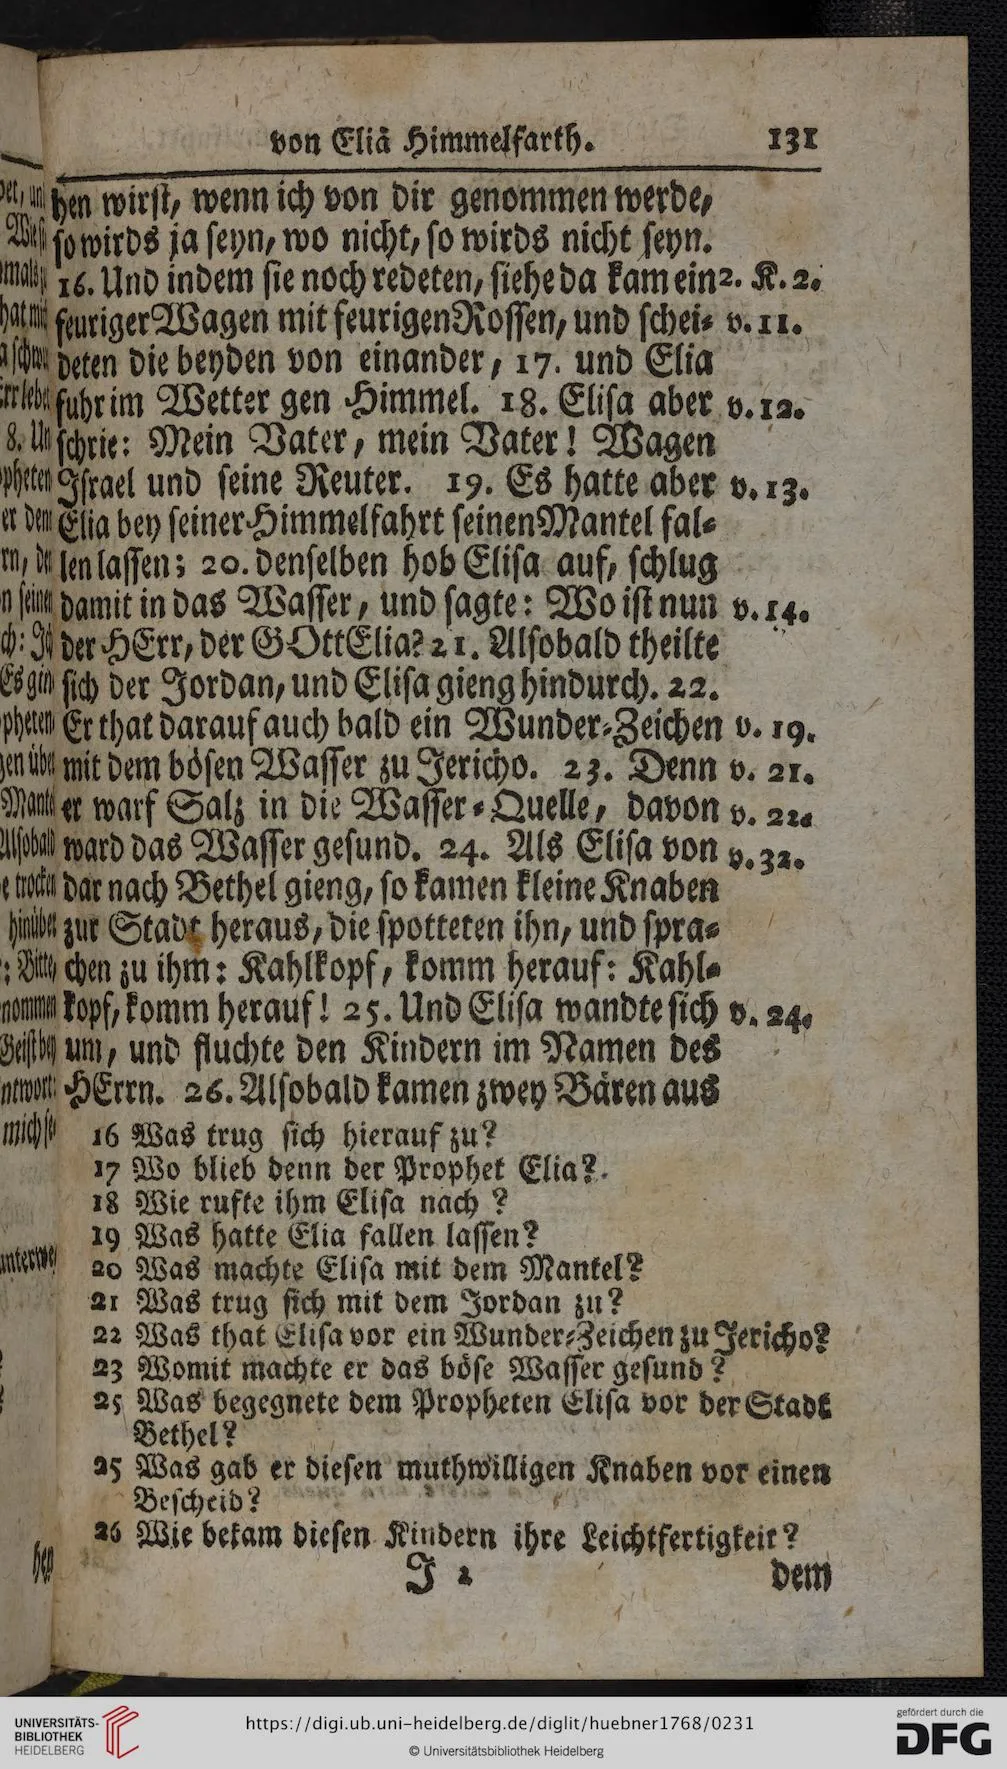 von Eliä Himmelfarth. 131
hen wirst, wenn ich von dir genommen werde,
so wirds ja seyn, wo nicht, so wirds nicht seyn.
16. Und indem sie noch redeten, siehe da kam ein 2. K. 2.
feuriger Wagen mit feurigen Rossen, und schei- v. 11.
deten die beyden von einander, 17. und Elia
fuhr im Wetter gen Himmel. 18. Elisa aber v. 12.
schrie: Mein Vater, mein Vater! Wagen
Israel und seine Reuter. 19. Es hatte aber v. 13.
Elia bey seiner Himmelfahrt seinen Mantel fal-
len lassen; 20. denselben hob Elisa auf, schlug
damit in das Wasser, und sagte: Wo ist nun v. 14.
der HErr, der GOtt Elia? 21. Alsobald theilte
sich der Jordan, und Elisa gieng hindurch. 22.
Er that darauf auch bald ein Wunder-Zeichen v. 19.
mit dem bösen Wasser zu Jericho. 23. Denn v. 21.
er warf Salz in die Wasser-Quelle, davon v. 22.
ward das Wasser gesund. 24. Als Elisa von v. 32.
dar nach Bethel gieng, so kamen kleine Knaben
zur Stadt heraus, die spotteten ihn, und spra-
chen zu ihm: Kahlkopf, komm herauf: Kahl-
kopf, komm herauf! 25. Und Elisa wandte sich v. 24.
um, und fluchte den Kindern im Namen des
HErrn. 26. Alsobald kamen zwey Bären aus
16 Was trug sich hierauf zu?
17 Wo blieb denn der Prophet Elia?
18 Wie rufte ihm Elisa nach?
19 Was hatte Elia fallen lassen?
20 Was machte Elisa mit dem Mantel?
21 Was trug sich mit dem Jordan zu?
22 Was that Elisa vor ein Wunder-Zeichen zu Jericho?
23 Womit machte er das böse Wasser gesund?
25 Was begegnete dem Propheten Elisa vor der Stadt
Bethel?
25 Was gab er diesen muthwilligen Knaben vor einen
Bescheid?
26 Wie bekam diesen Kindern ihre Leichtfertigkeit?
J 2 dem
UNIVERSITÄTS-
BIBLIOTHEK
HEIDELBERG
https://digi.ub.uni-heidelberg.de/diglit/huebner1768/0231
© Universitätsbibliothek Heidelberg
gefördert durch die
DFG